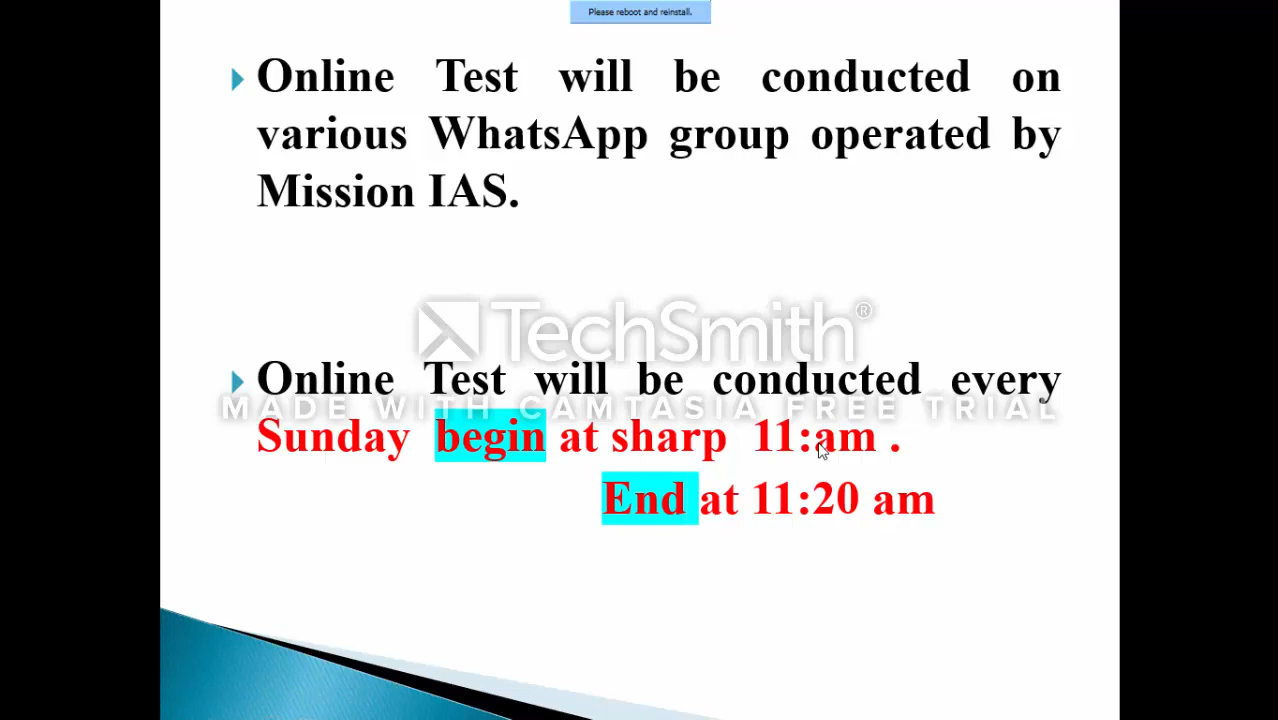 Please reboot and reinstall.
Online Test will be conducted on
various WhatsApp group operated by
Mission IAS.
TechSmith®
Online Test will be conducted every
MADE WITH CAMTASIA FREE TRIAL
Sunday begin at sharp 11:am .
End at 11:20 am